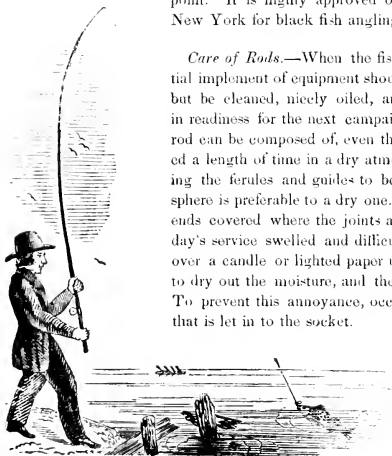 point. It is highly approved o
New York for black fish angling
Care of Rods.—When the fis
tial implement of equipment shou
but be cleaned, nicely oiled, a
in readiness for the next campai
rod can be composed of, even th
ed a length of time in a dry atm
ing the ferules and guides to be
sphere is preferable to a dry one.
ends covered where the joints a
day's service swelled and difficu
over a candle or lighted paper u
to dry out the moisture, and the
To prevent this annoyance, occ
that is let in to the socket.